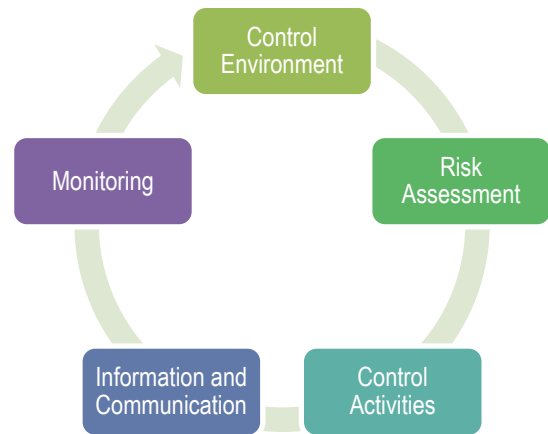 Control
Environment
Risk
Assessment
Control
Activities
Information and
Communication
Monitoring